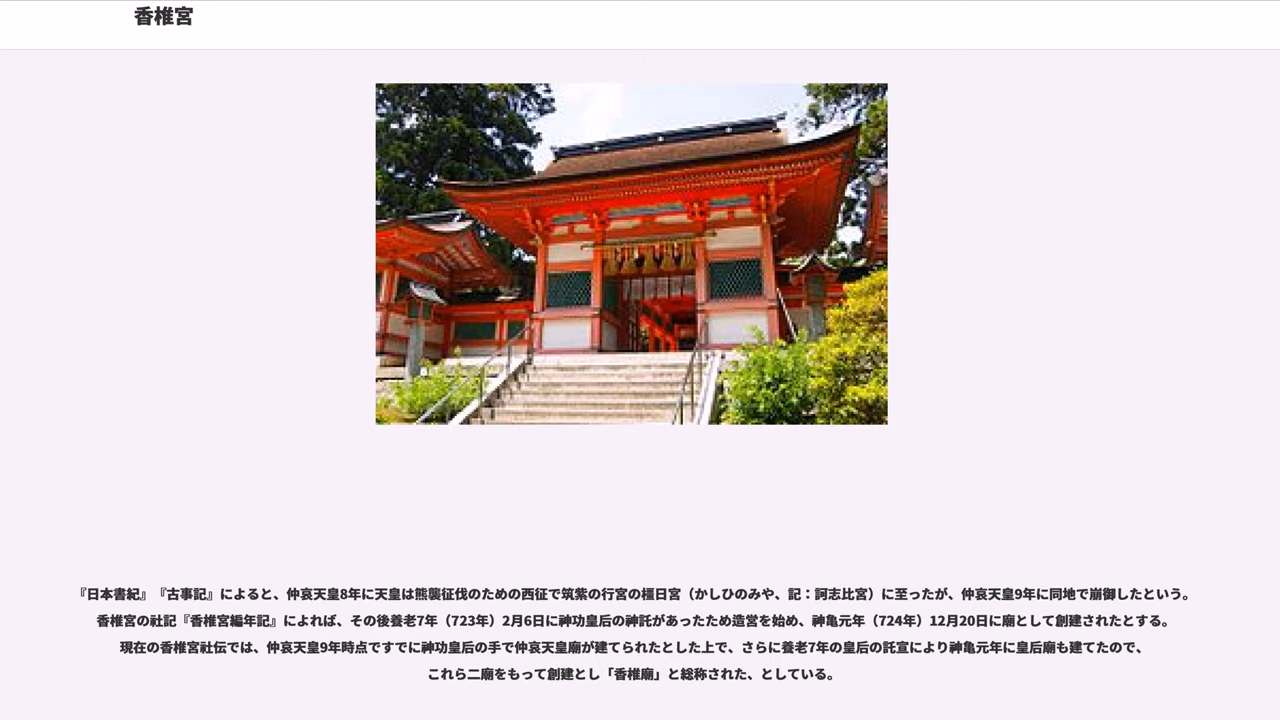 香椎宮
『日本書紀』『古事記』によると、仲哀天皇8年に天皇は熊襲征伐のための西征で筑紫の行宮の橿日宮（かしひのみや、記：訶志比宮）に至ったが、仲哀天皇9年に同地で崩御したという。
香椎宮の社記『香椎宮編年記』によれば、その後養老7年（723年）2月6日に神功皇后の神託があったため造営を始め、神亀元年（724年）12月20日に廟として創建されたとする。
現在の香椎宮社伝では、仲哀天皇9年時点ですでに神功皇后の手で仲哀天皇廟が建てられたとした上で、さらに養老7年の皇后の託宣により神亀元年に皇后廟も建てたので、
これら二廟をもって創建とし「香椎廟」と総称された、としている。